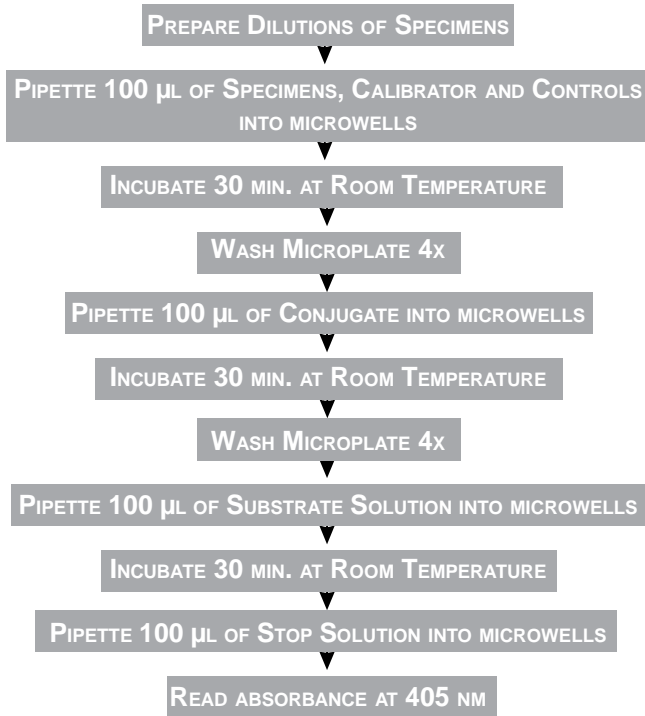 Prepare Dilutions of Specimens
Pipette 100 µl of Specimens, Calibrator and Controls
into microwells
Incubate 30 min. at Room Temperature
Wash Microplate 4x
Pipette 100 µl of Conjugate into microwells
Incubate 30 min. at Room Temperature
Wash Microplate 4x
Pipette 100 µl of Substrate Solution into microwells
Incubate 30 min. at Room Temperature
Pipette 100 µl of Stop Solution into microwells
Read absorbance at 405 nm